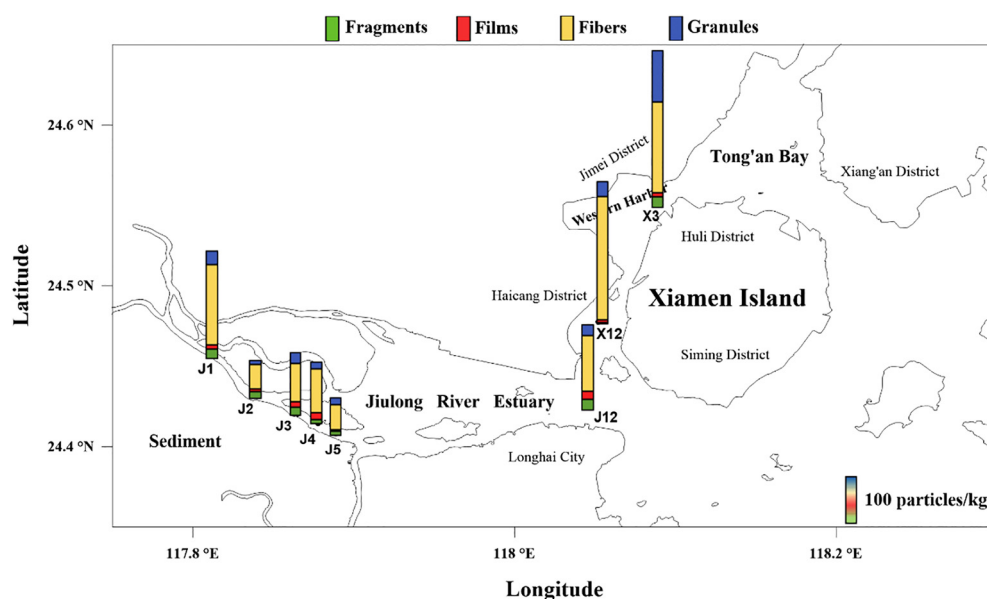 Fragments Films Fibers Granules
24.6 °N
Jimei District
Tong'an Bay
Xiang'an District
Western Harbor
X3
Huli District
Latitude
24.5 °N
Haicang District
Xiamen Island
X12
Siming District
J1
J2
J3
J4
J5
Jiulong River Estuary
J12
Sediment
24.4 °N
Longhai City
100 particles/kg
117.8 °E
118 °E
118.2 °E
Longitude